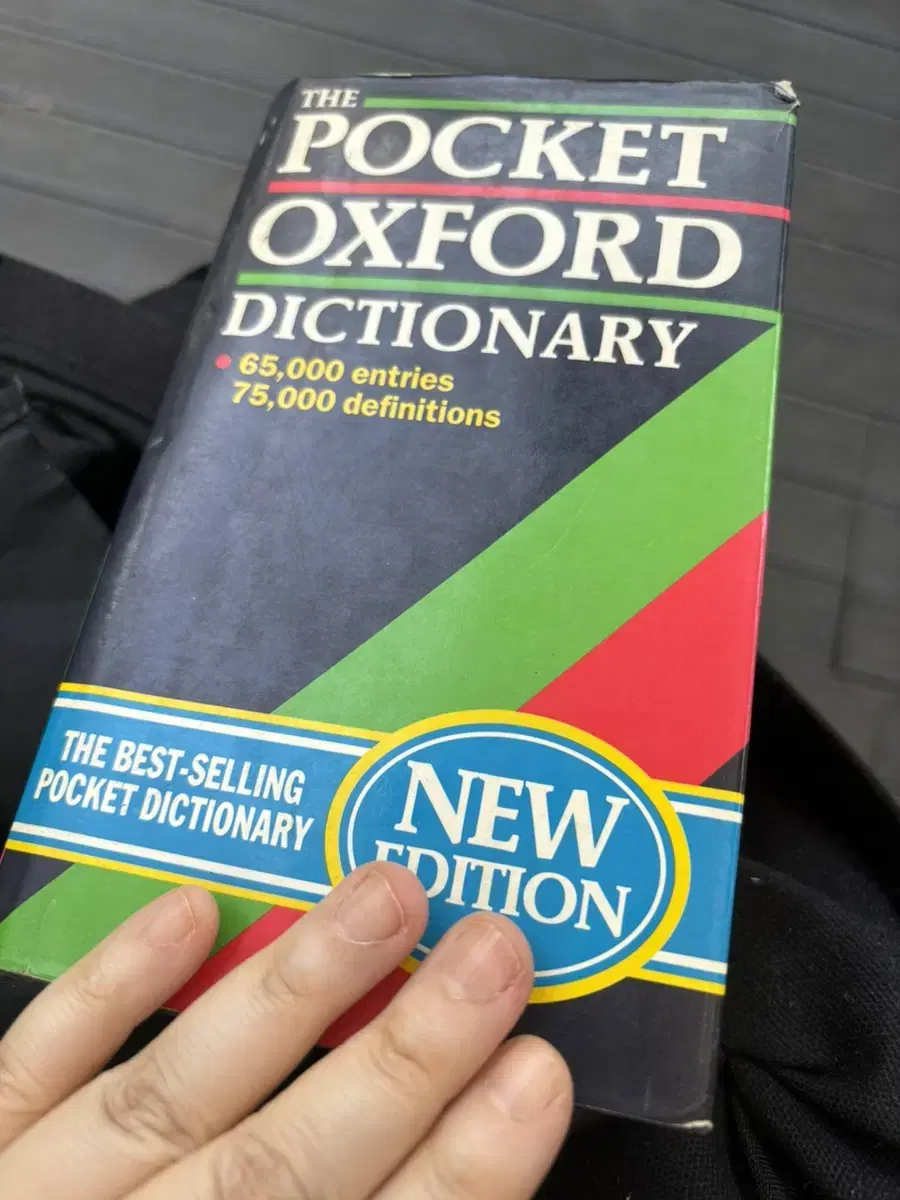 THE
POCKET
OXFORD
DICTIONARY
65,000 entries
75,000 definitions
THE BEST-SELLING
POCKET DICTIONARY
NEW
EDITION